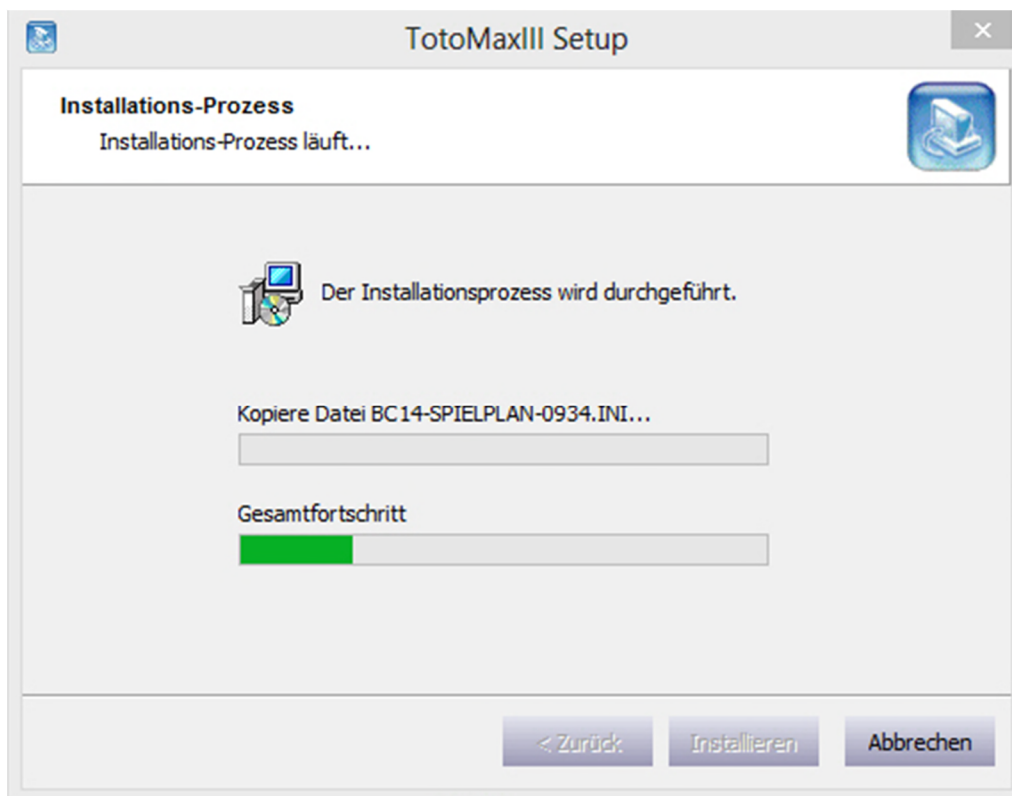 TotoMaxIII Setup
Installations-Prozess
Installations-Prozess läuft...
Der Installationsprozess wird durchgeführt.
Kopiere Datei BC14-SPIELPLAN-0934.INI...
Gesamtfortschritt
< Zurück
Installieren
Abbrechen